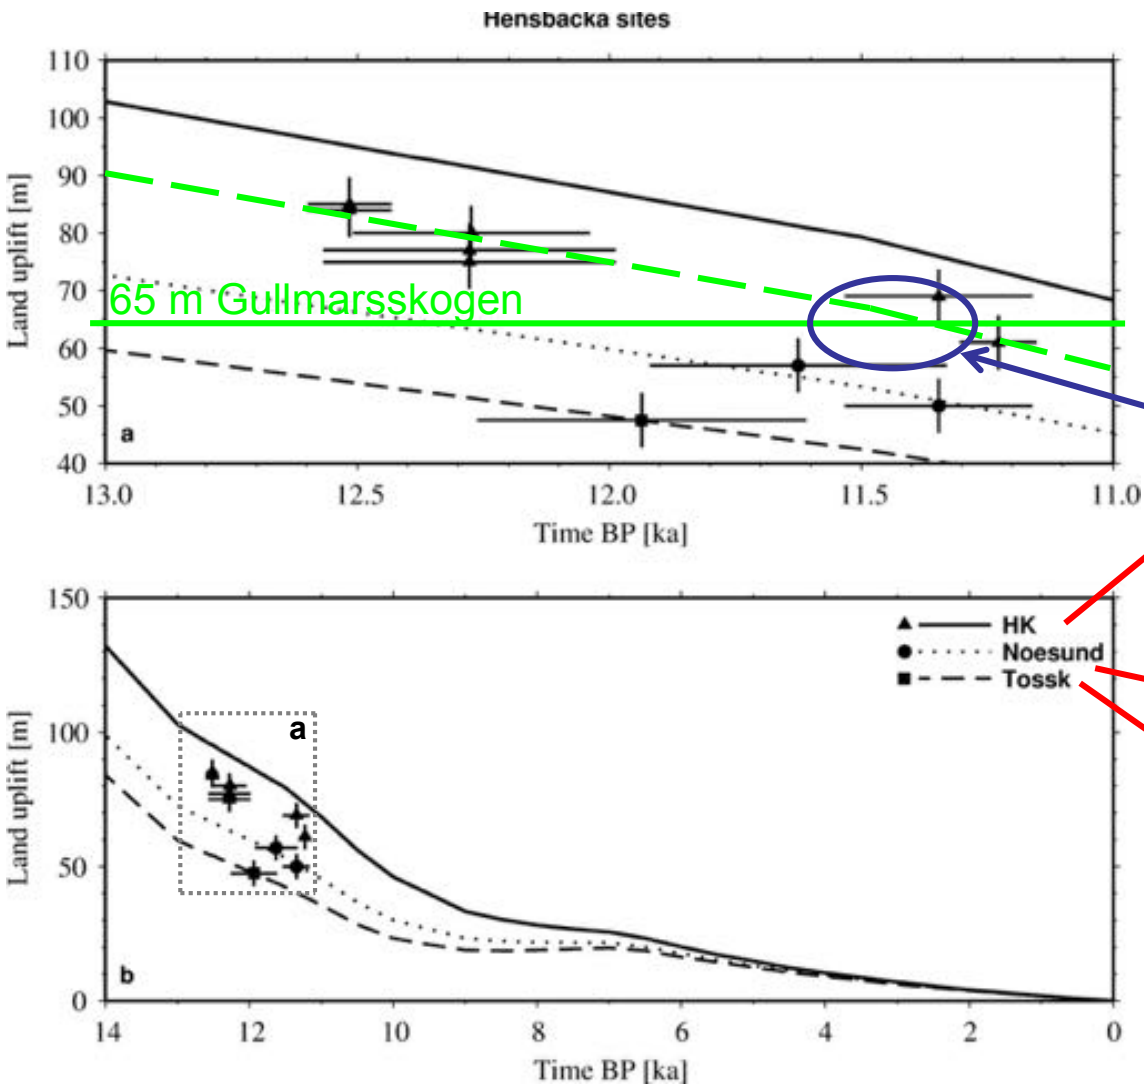 Hensbacka sites
110
100
90
80
70
60
50
40
Land uplift [m]
65 m Gullmarsskogen
a
13.0 12.5 12.0 11.5 11.0
Time BP [ka]
150
100
50
0
Land uplift [m]
HK
Noesund
Tossk
a
b
14 12 10 8 6 4 2 0
Time BP [ka]